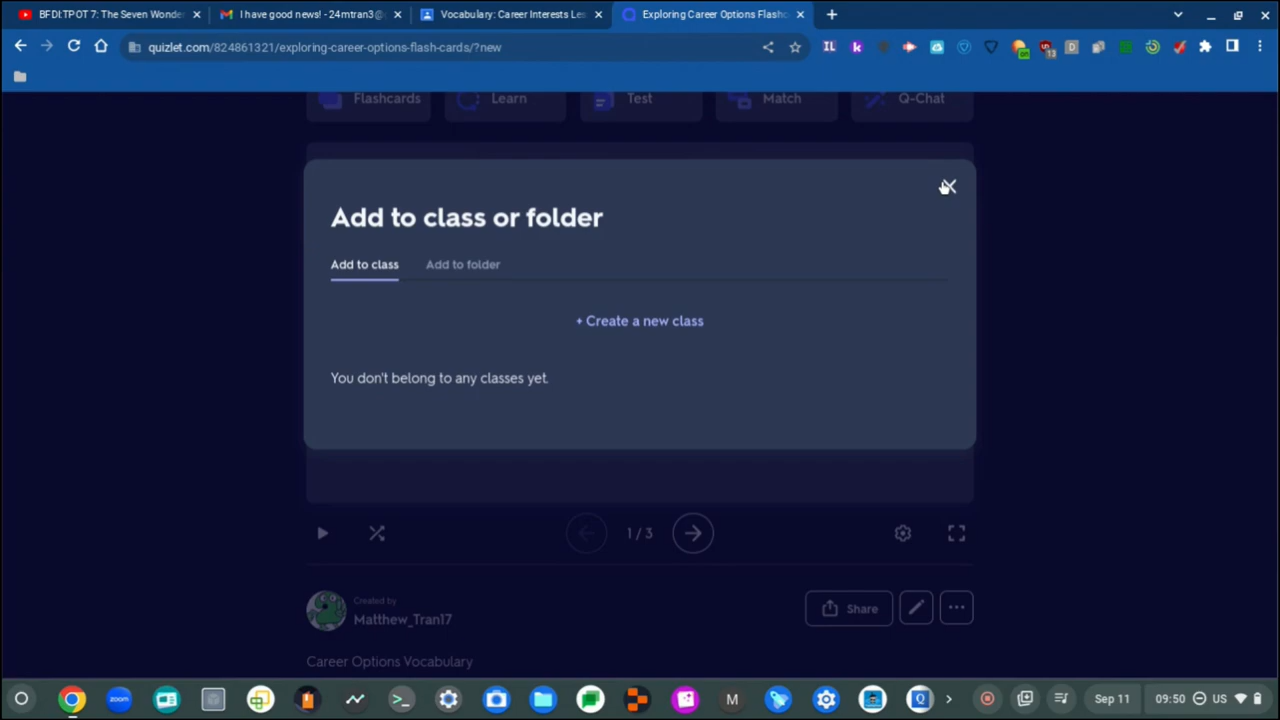 BFDI:TPOT 7: The Seven Wonde
I have good news! - 24mtran3@
Vocabulary: Career Interests Les
Exploring Career Options Flashc
quizlet.com/824861321/exploring-career-options-flash-cards/?new
Flashcards
Learn
Test
Match
Q-Chat
Add to class or folder
Add to class
Add to folder
+ Create a new class
You don't belong to any classes yet.
1 / 3
Created by
Matthew_Tran17
Share
Career Options Vocabulary
zoom
M
Q
Sep 11
09:50
US